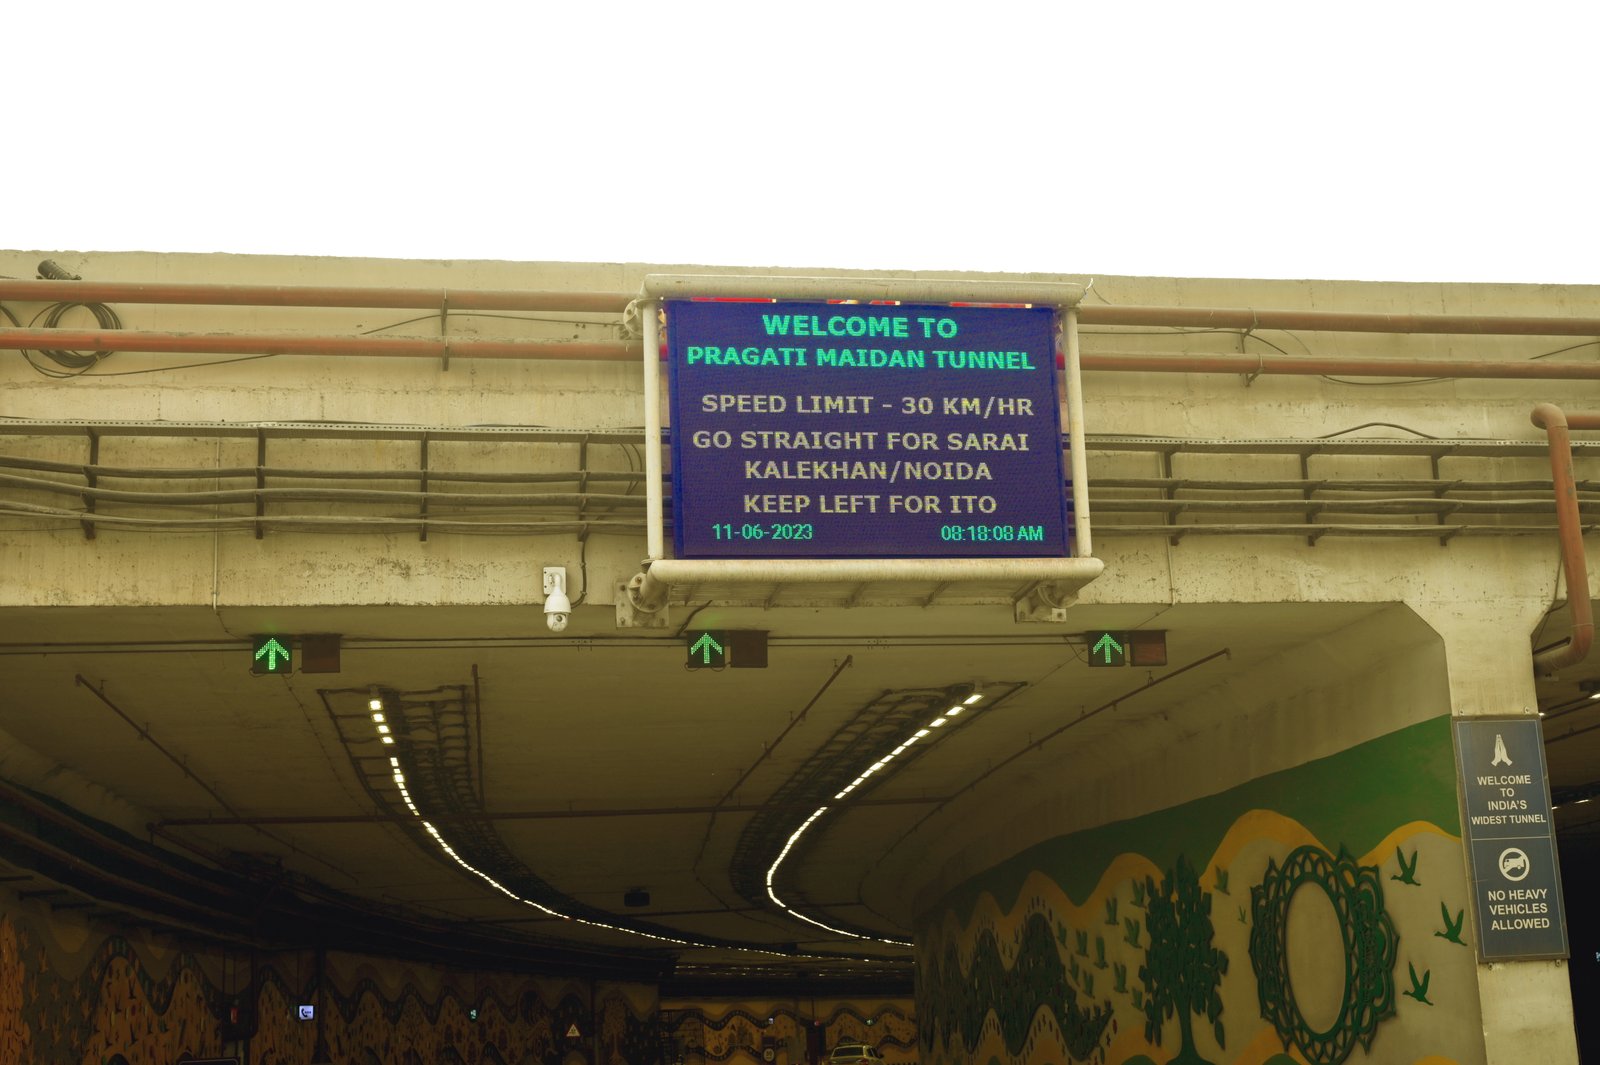 WELCOME TO
PRAGATI MAIDAN TUNNEL
SPEED LIMIT - 30 KM/HR
GO STRAIGHT FOR SARAI
KALEKHAN/NOIDA
KEEP LEFT FOR ITO
11-06-2023 08:18:08 AM
WELCOME
TO
INDIA'S
WIDEST TUNNEL
NO HEAVY
VEHICLES
ALLOWED